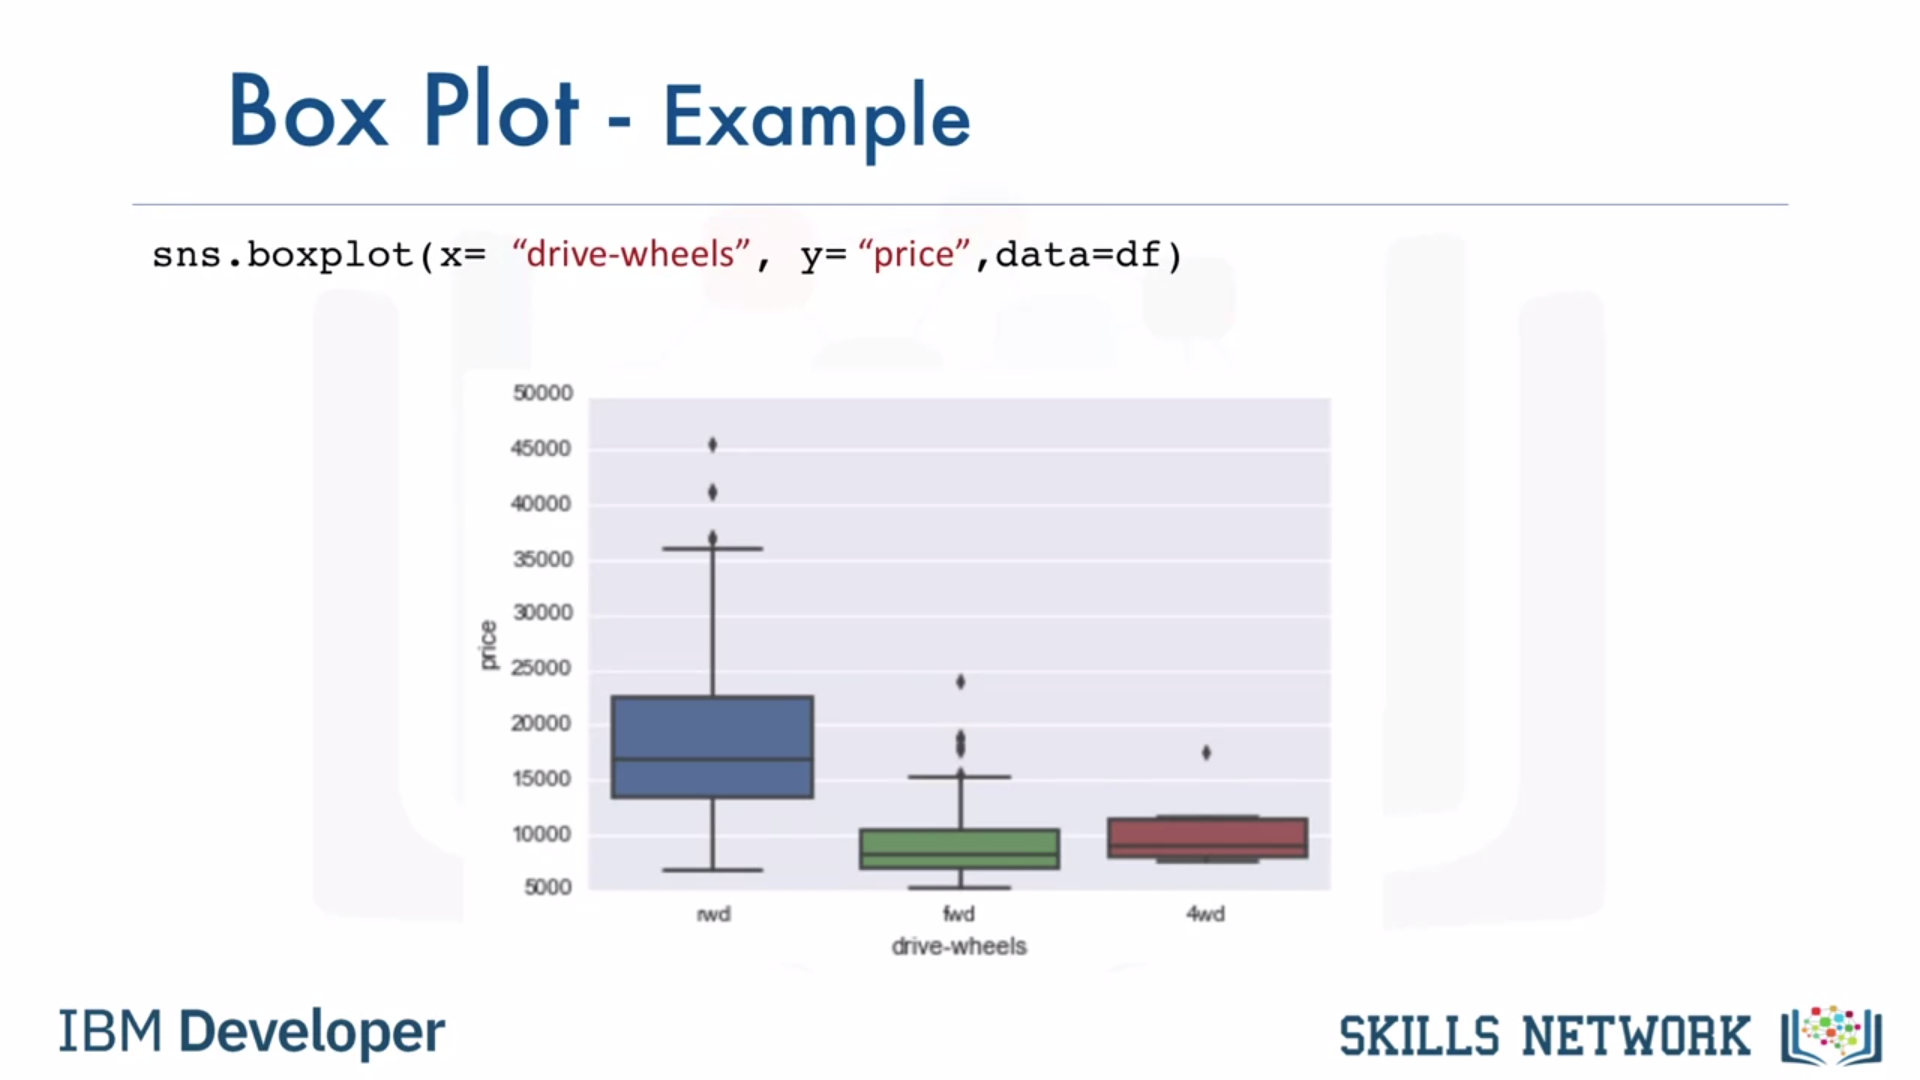 Box Plot - Example
sns.boxplot(x= “drive-wheels”, y= “price”,data=df)
50000
45000
40000
35000
30000
25000
20000
15000
10000
5000
price
rwd
fwd
4wd
drive-wheels
IBM Developer
SKILLS NETWORK